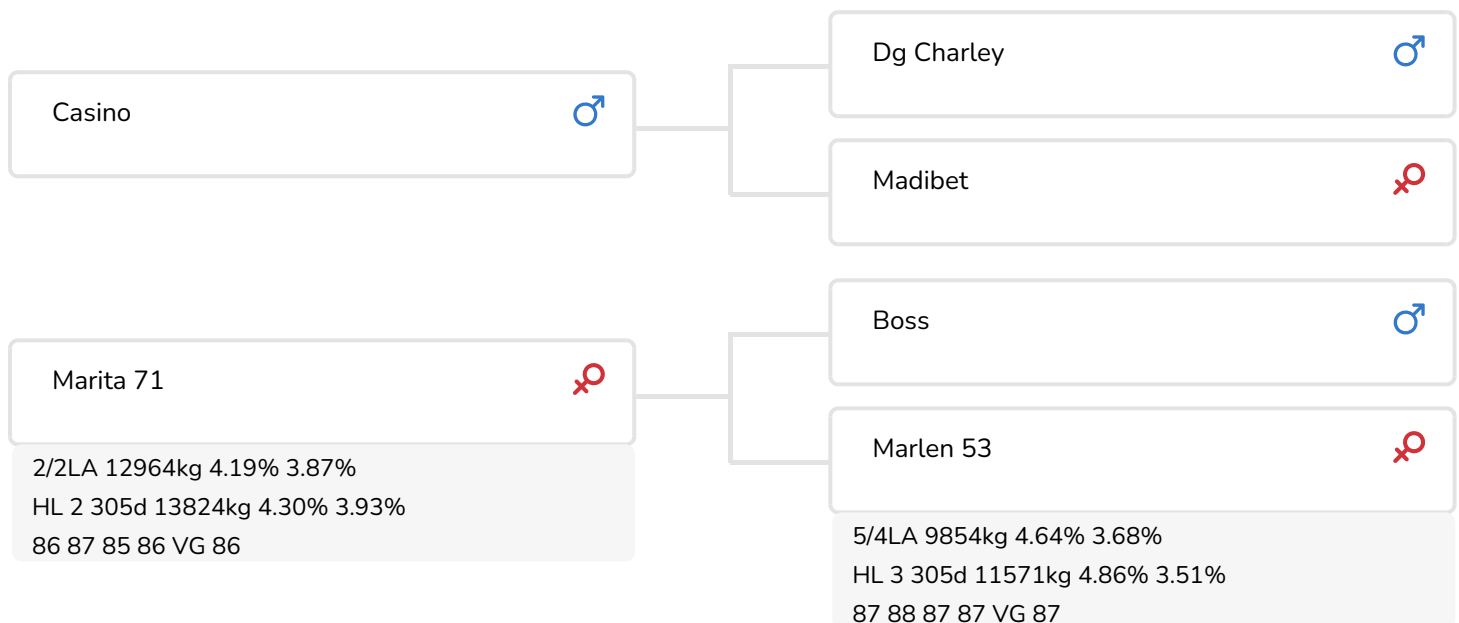 Dg Charley
Casino
Madibet
Boss
Marita 71
Marlen 53
2/2LA 12964kg 4.19% 3.87%
HL 2 305d 13824kg 4.30% 3.93%
86 87 85 86 VG 86
5/4LA 9854kg 4.64% 3.68%
HL 3 305d 11571kg 4.86% 3.51%
87 88 87 87 VG 87